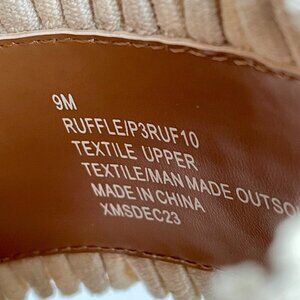 9M
RUFFLE/P3RUF10
TEXTILE UPPER
TEXTILE/MAN MADE OUTSO
MADE IN CHINA
XMSDEC23